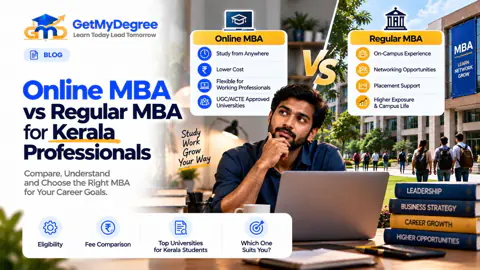 GetMyDegree
Learn Today Lead Tomorrow
BLOG
Online MBA
vs Regular MBA
for Kerala
Professionals
Compare, Understand
and Choose the Right MBA
for Your Career Goals.
Study
Work
Grow
Your Way
Online MBA
Study from Anywhere
Lower Cost
Flexible for
Working Professionals
UGC/AICTE Approved
Universities
VS
Regular MBA
On-Campus Experience
Networking Opportunities
Placement Support
Higher Exposure
& Campus Life
MBA
LEARN
NETWORK
GROW
LEADERSHIP
BUSINESS STRATEGY
CAREER GROWTH
HIGHER OPPORTUNITIES
Eligibility
Fee Comparison
Top Universities
for Kerala Students
Which One
Suits You?